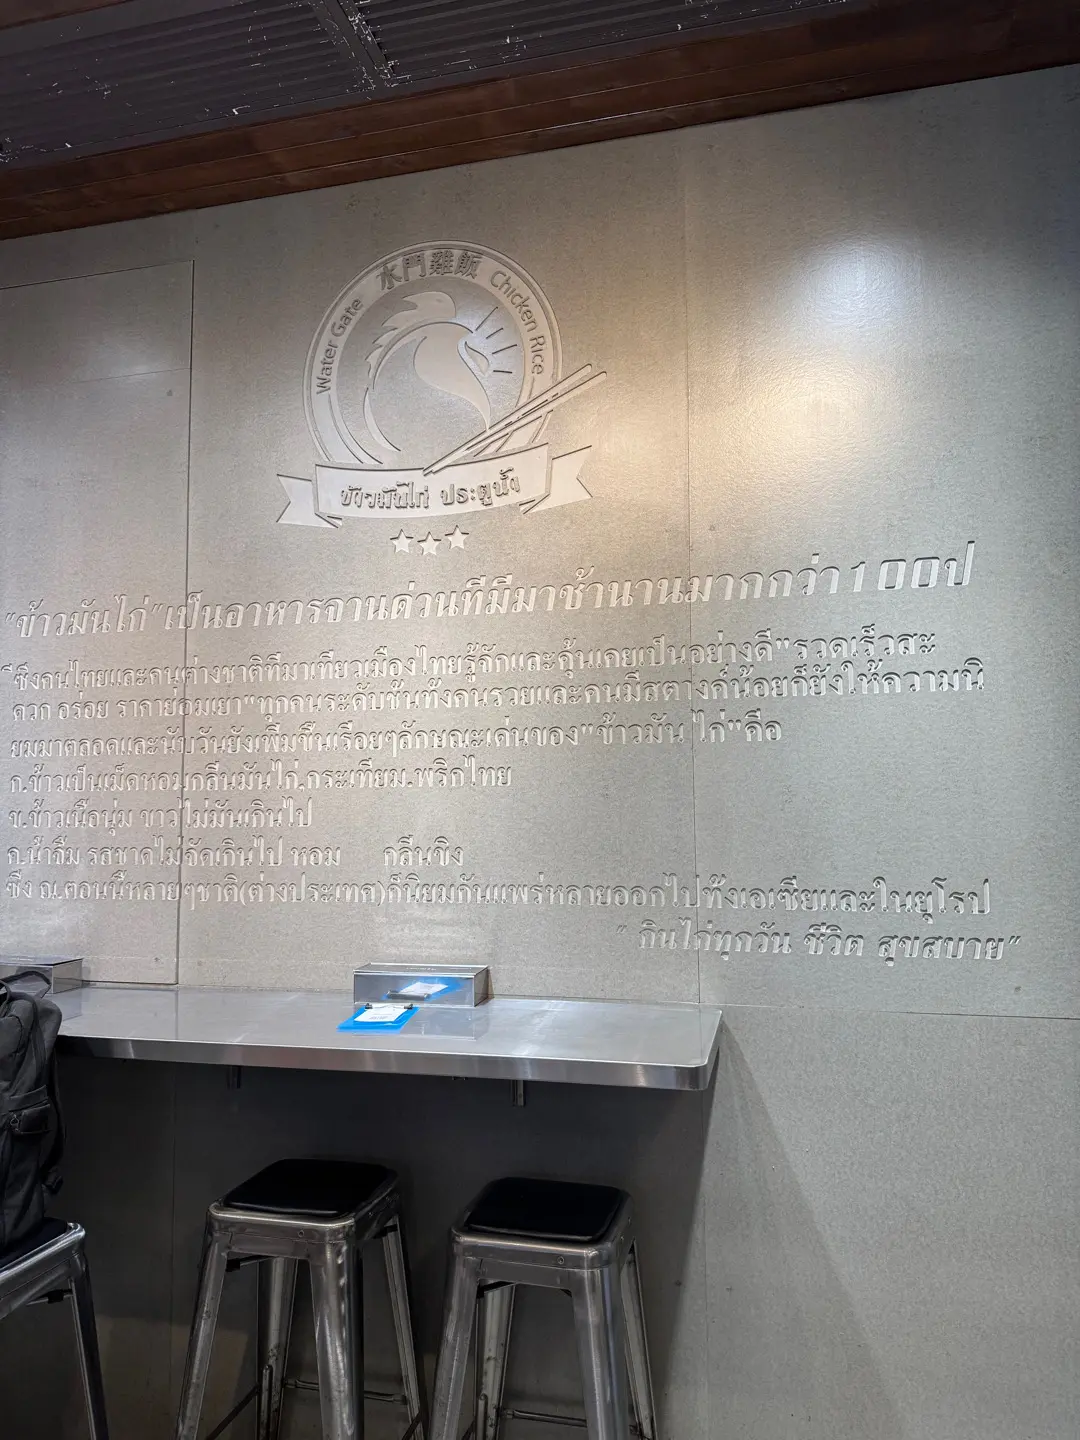 水門雞飯
Water Gate
Chicken Rice
ข้าวมันไก่ ประตูน้ำ
"ข้าวมันไก่"เป็นอาหารจานด่วนที่มีมาช้านานมากกว่า100ปี
ซึ่งคนไทยและคนต่างชาติที่มาเที่ยวเมืองไทยรู้จักและคุ้นเคยเป็นอย่างดี"รวดเร็วสะ
ดวก อร่อย ราคาย่อมเยา"ทุกคนระดับชั้นทั้งคนรวยและคนมีสตางค์น้อยก็ยังให้ความนิ
ยมมาตลอดและนับวันยังเพิ่มขึ้นเรื่อยๆลักษณะเด่นของ"ข้าวมัน ไก่"คือ
ก.ข้าวเป็นเม็ดหอมกลิ่นมันไก่,กระเทียม.พริกไทย
ข.ข้าวเนื้อนุ่ม ขาวไม่มันเกินไป
ค.น้ำจิ้ม รสชาดไม่จัดเกินไป หอม กลิ่นขิง
ซึ่ง ณ.ตอนนี้หลายๆชาติ(ต่างประเทศ)ก็นิยมกันแพร่หลายออกไปทั้งเอเซียและในยุโรป
" กินไก่ทุกวัน ชีวิต สุขสบาย"